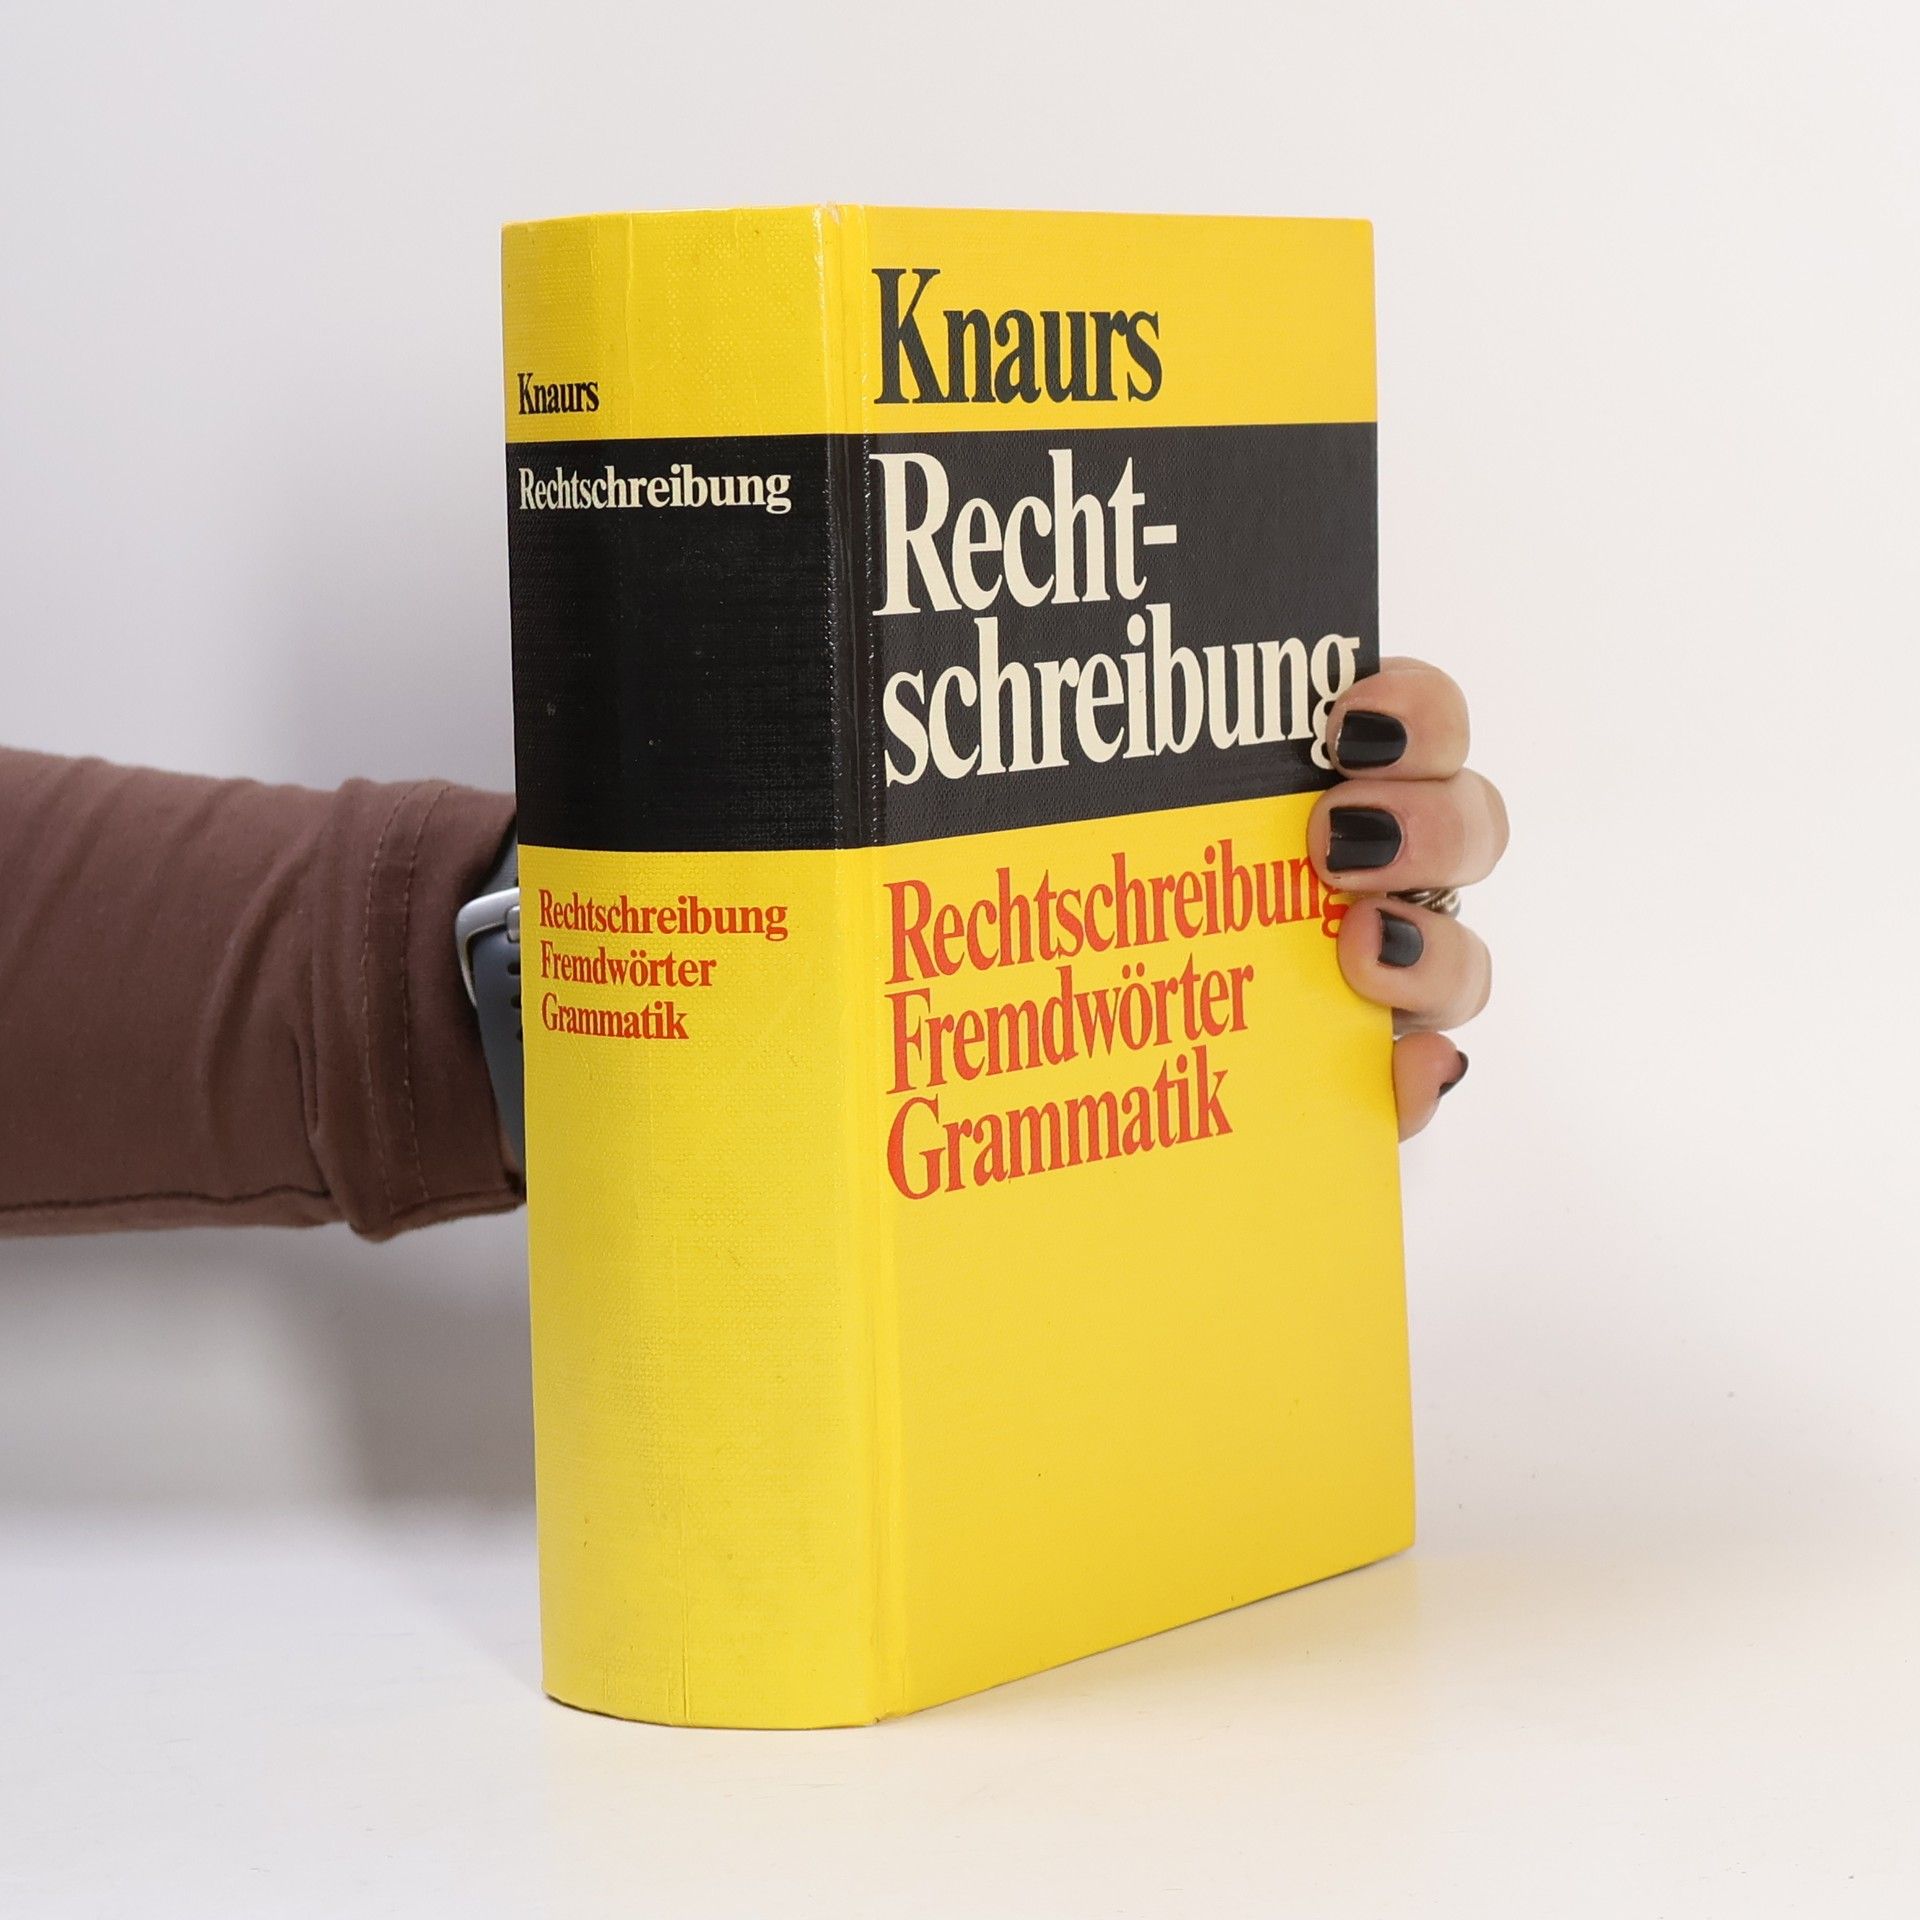 Knaurs
Rechtschreibung
Rechtschreibung
Fremdwörter
Grammatik
Knaurs
Recht-
schreibung
Rechtschreibung
Fremdwörter
Grammatik